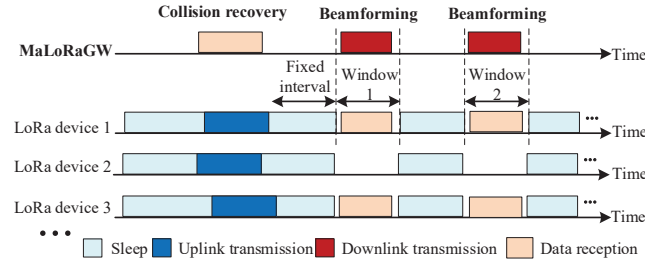 Collision recovery Beamforming Beamforming
MaLoRaGW
Time
Fixed interval
Window 1
Window 2
LoRa device 1
...
Time
LoRa device 2
...
Time
LoRa device 3
...
Time
...
Sleep Uplink transmission Downlink transmission Data reception